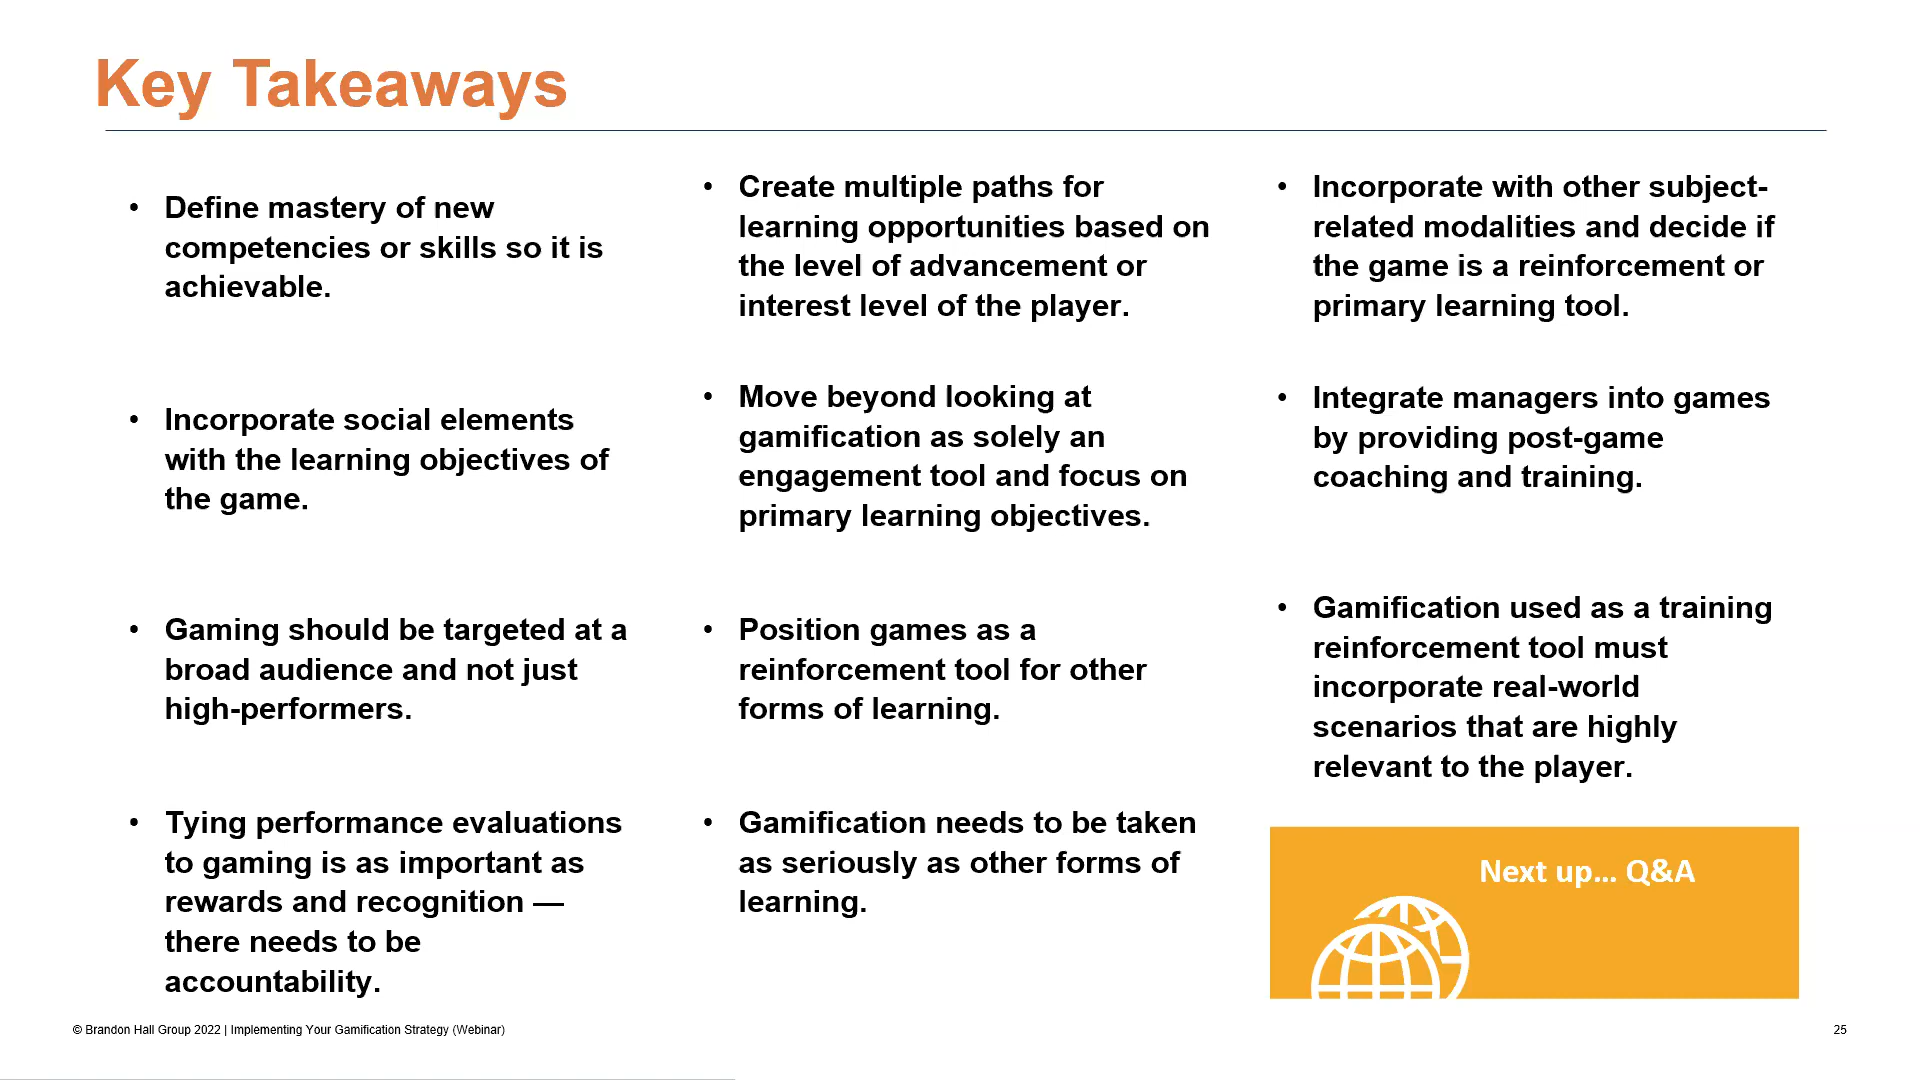 Key Takeaways
• Define mastery of new
competencies or skills so it is
achievable.
• Incorporate social elements
with the learning objectives of
the game.
• Gaming should be targeted at a
broad audience and not just
high-performers.
• Tying performance evaluations
to gaming is as important as
rewards and recognition —
there needs to be
accountability.
• Create multiple paths for
learning opportunities based on
the level of advancement or
interest level of the player.
• Move beyond looking at
gamification as solely an
engagement tool and focus on
primary learning objectives.
• Position games as a
reinforcement tool for other
forms of learning.
• Gamification needs to be taken
as seriously as other forms of
learning.
• Incorporate with other subject-
related modalities and decide if
the game is a reinforcement or
primary learning tool.
• Integrate managers into games
by providing post-game
coaching and training.
• Gamification used as a training
reinforcement tool must
incorporate real-world
scenarios that are highly
relevant to the player.
Next up... Q&A
© Brandon Hall Group 2022 | Implementing Your Gamification Strategy (Webinar)
25